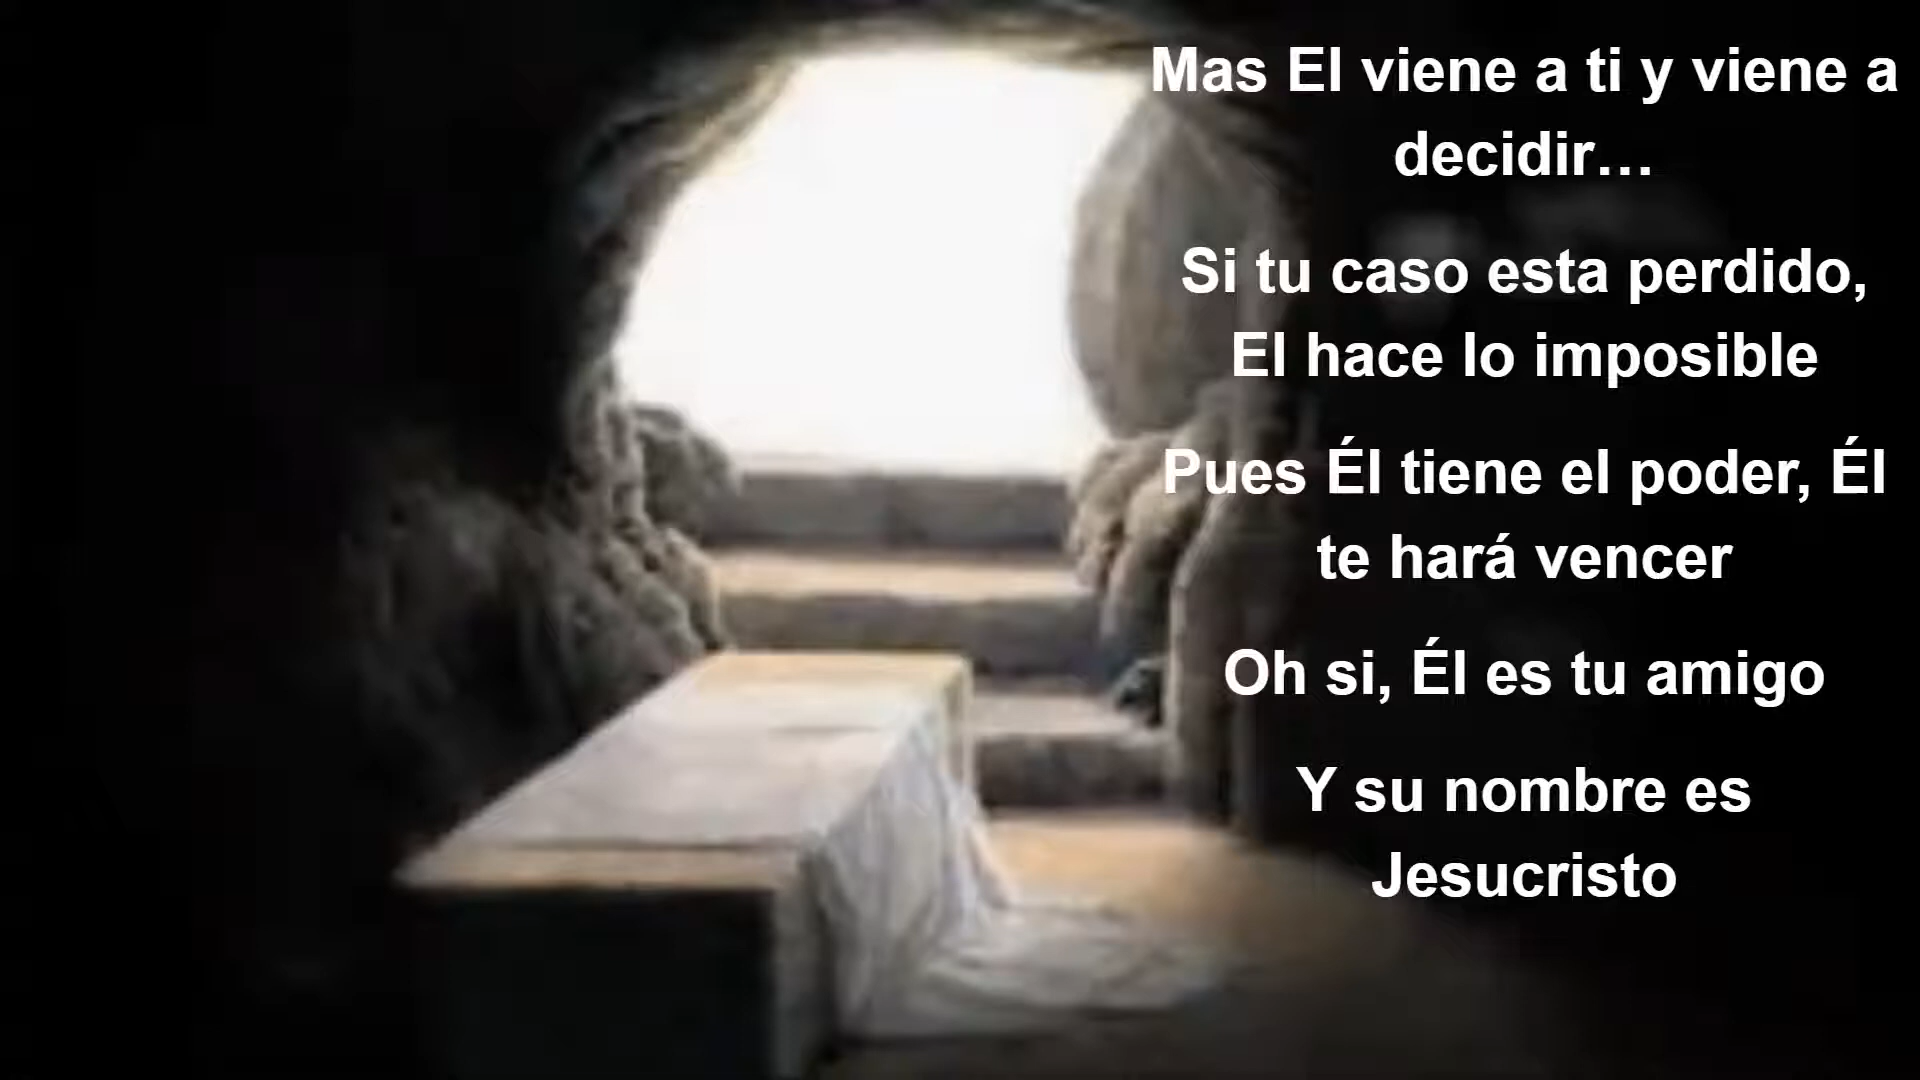 Mas El viene a ti y viene a
decidir…
Si tu caso esta perdido,
El hace lo imposible
Pues Él tiene el poder, Él
te hará vencer
Oh si, Él es tu amigo
Y su nombre es
Jesucristo